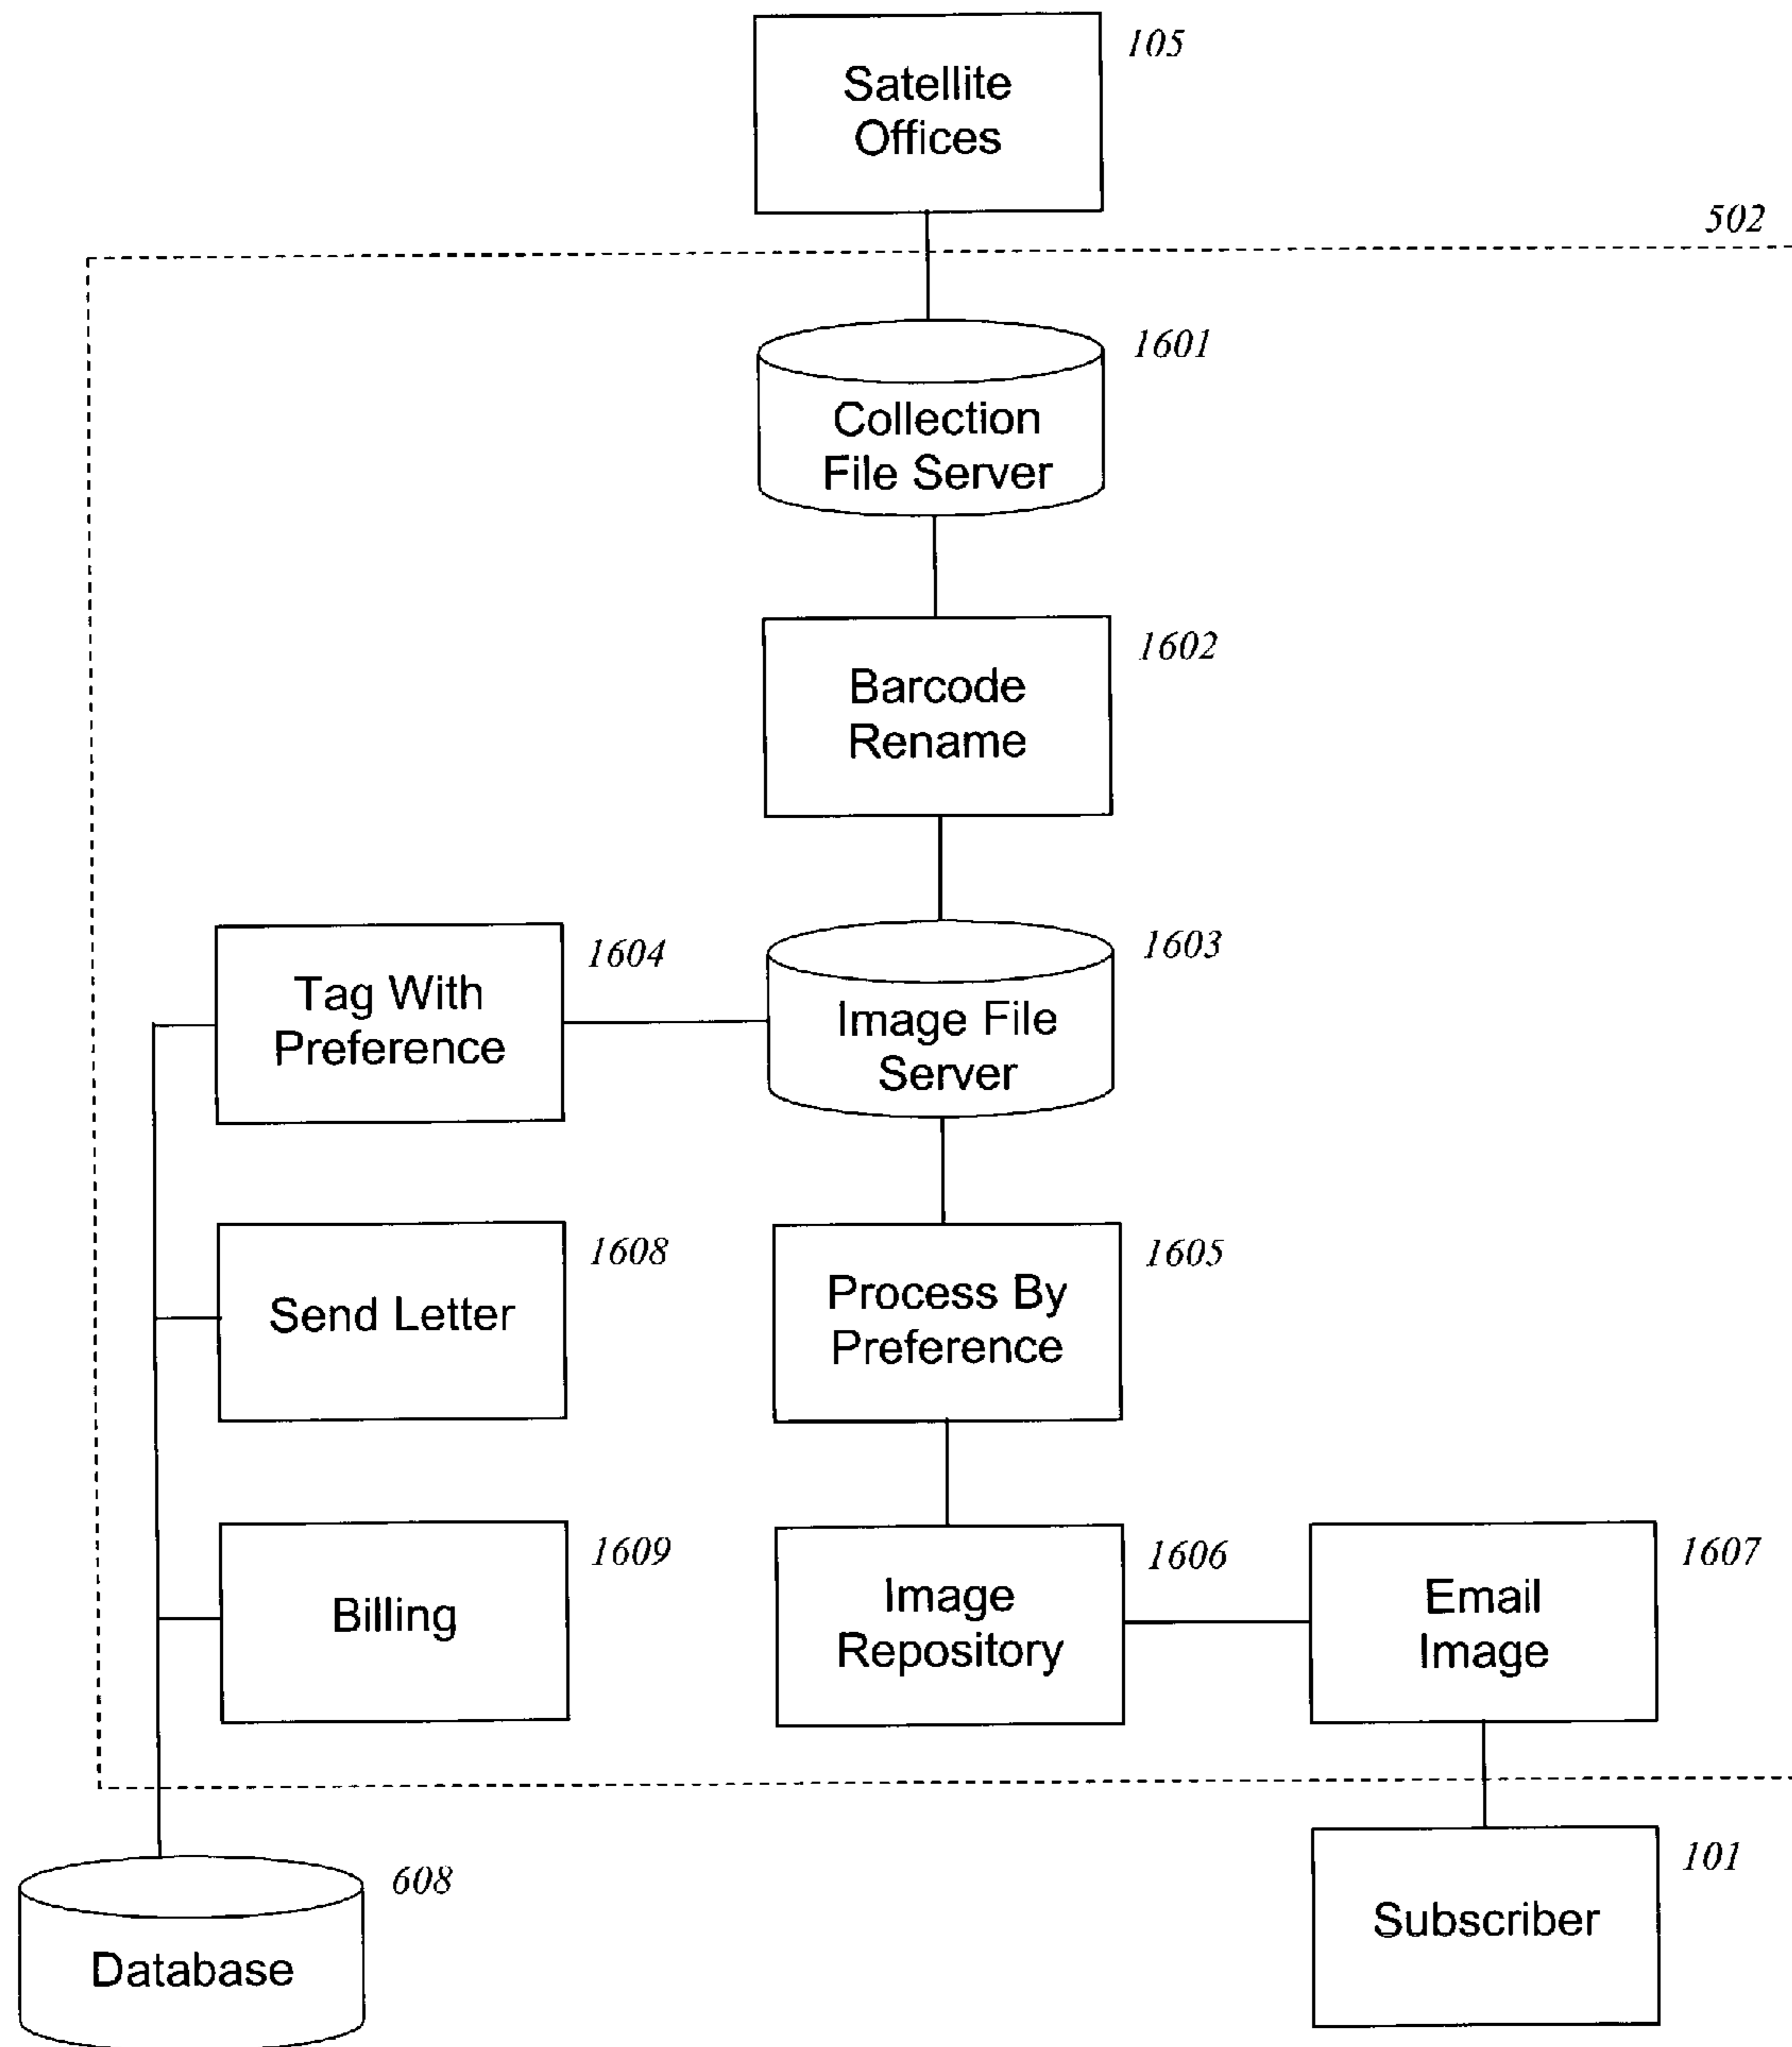 105
Satellite
Offices
502
1601
Collection
File Server
1602
Barcode
Rename
1603
1604
Tag With
Preference
Image File
Server
1608
1605
Send Letter
Process By
Preference
1609
1606
1607
Billing
Image
Repository
Email
Image
608
101
Database
Subscriber